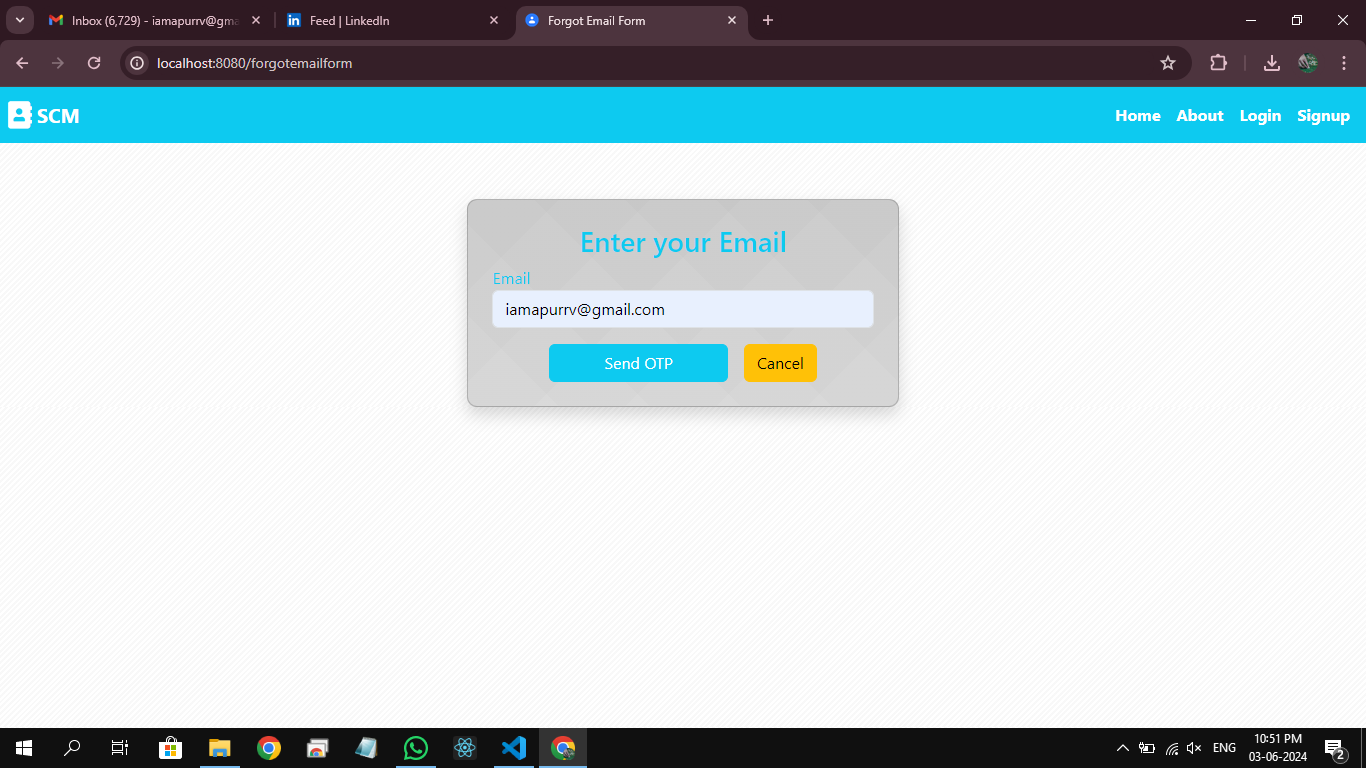 Inbox (6,729) - iamapurrv@gma
Feed | LinkedIn
Forgot Email Form
localhost:8080/forgotemailform
SCM
Home About Login Signup
Enter your Email
Email
iamapurrv@gmail.com
Send OTP Cancel
ENG
10:51 PM
03-06-2024
2